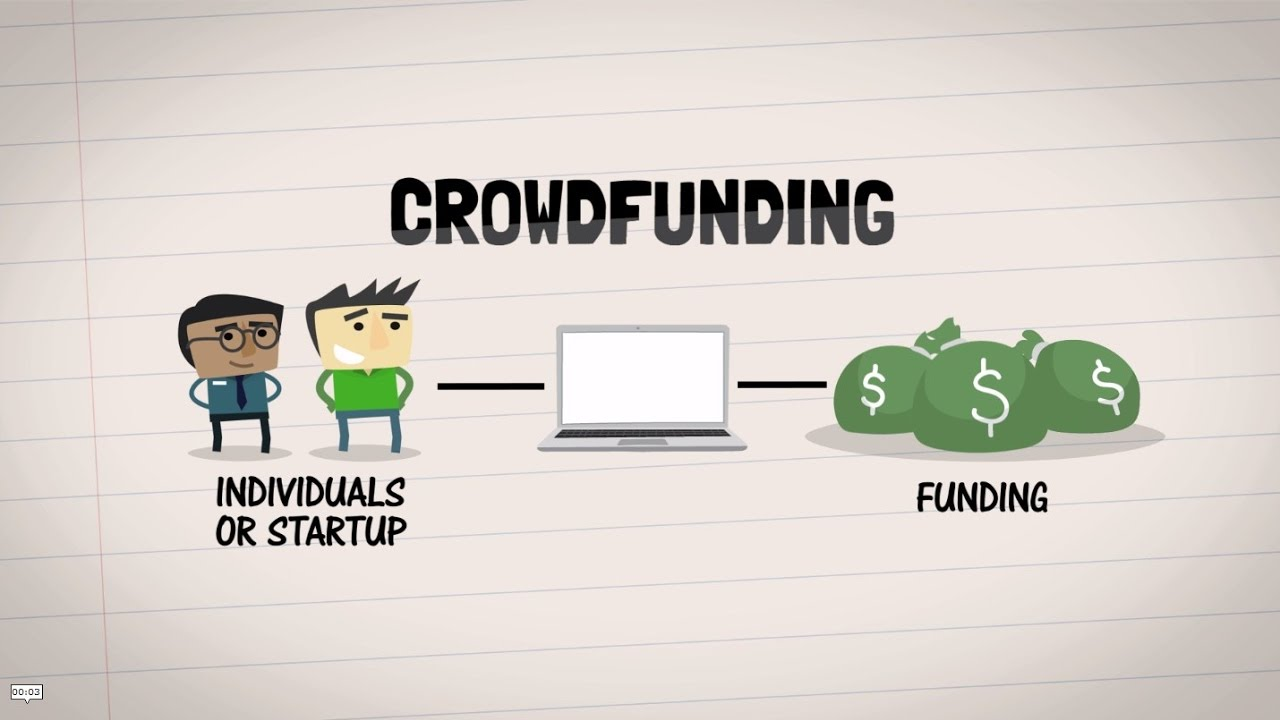 CROWDFUNDING
$ $ $
INDIVIDUALS
OR STARTUP
FUNDING
00:03